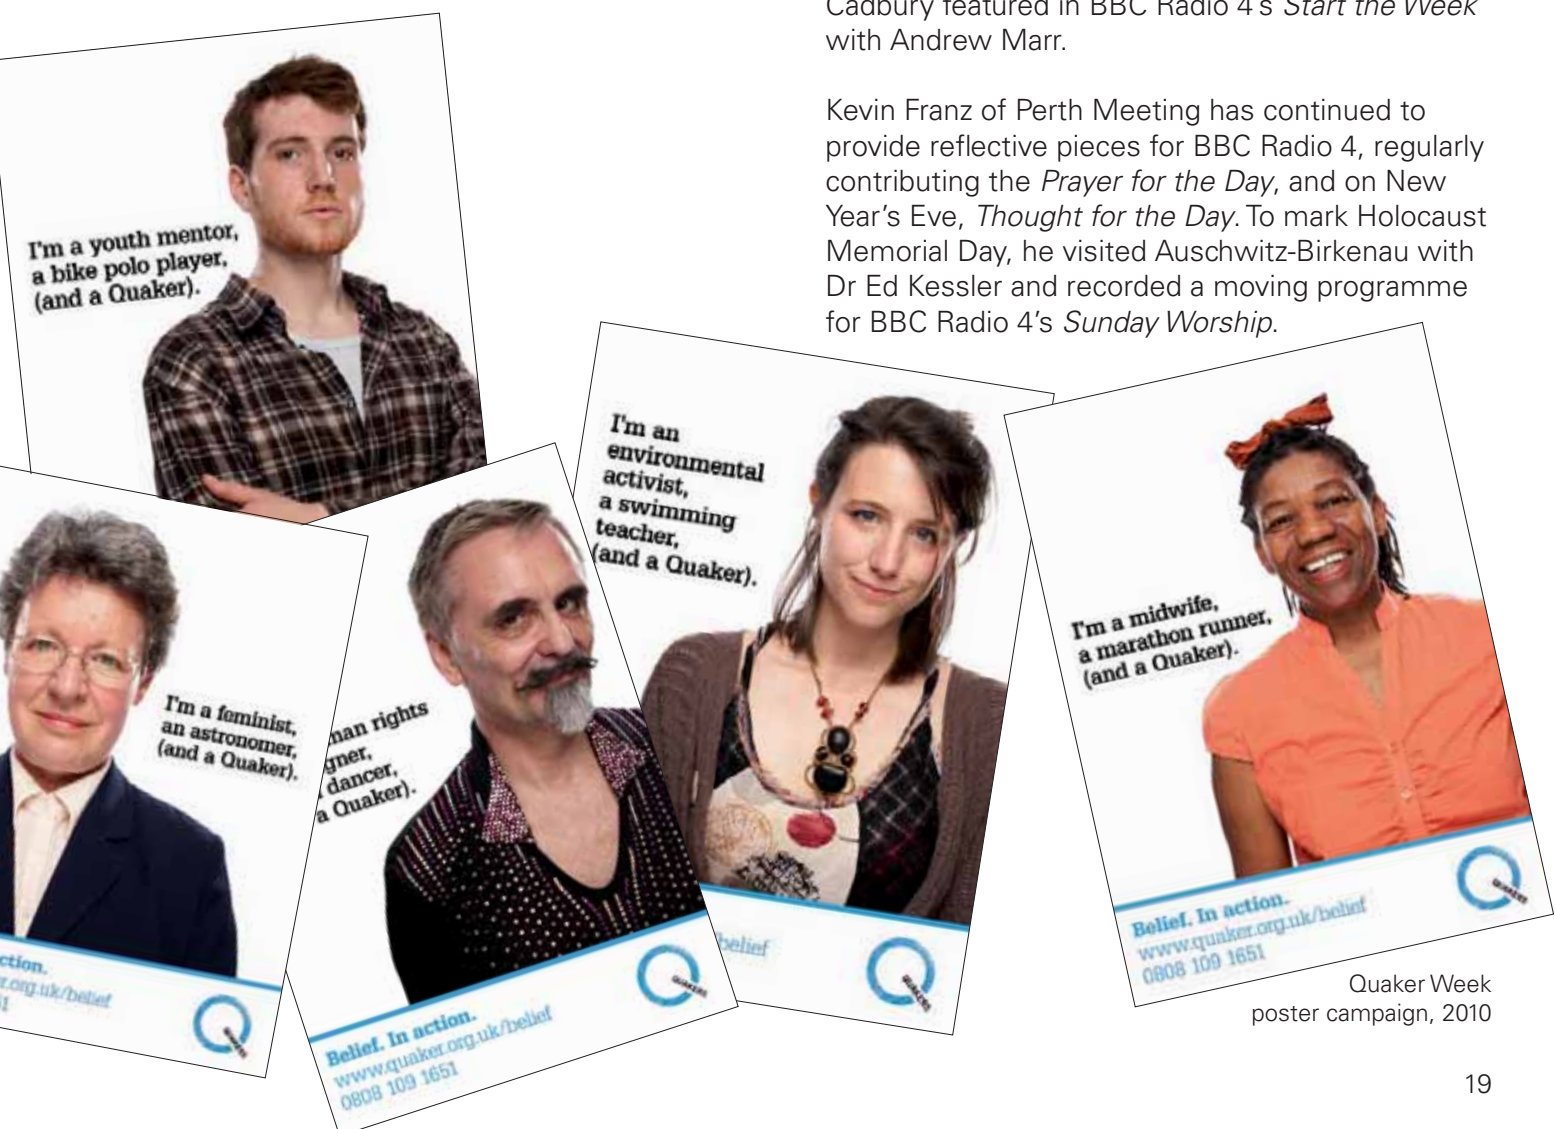 Cadbury featured in BBC Radio 4's Start the Week
with Andrew Marr.
Kevin Franz of Perth Meeting has continued to
provide reflective pieces for BBC Radio 4, regularly
contributing the Prayer for the Day, and on New
Year's Eve, Thought for the Day. To mark Holocaust
Memorial Day, he visited Auschwitz-Birkenau with
Dr Ed Kessler and recorded a moving programme
for BBC Radio 4's Sunday Worship.
I'm a youth mentor,
a bike polo player,
(and a Quaker).
I'm a feminist,
an astronomer,
(and a Quaker).
QUAKERS
rights
dancer,
a Quaker).
Belief. In action.
www.quaker.org.uk/belief
0808 109 1651
QUAKERS
I'm an
environmental
activist,
a swimming
teacher,
(and a Quaker).
/belief
QUAKERS
I'm a midwife,
a marathon runner,
(and a Quaker).
Belief. In action.
www.quaker.org.uk/belief
0808 109 1651
QUAKERS
Quaker Week
poster campaign, 2010
19